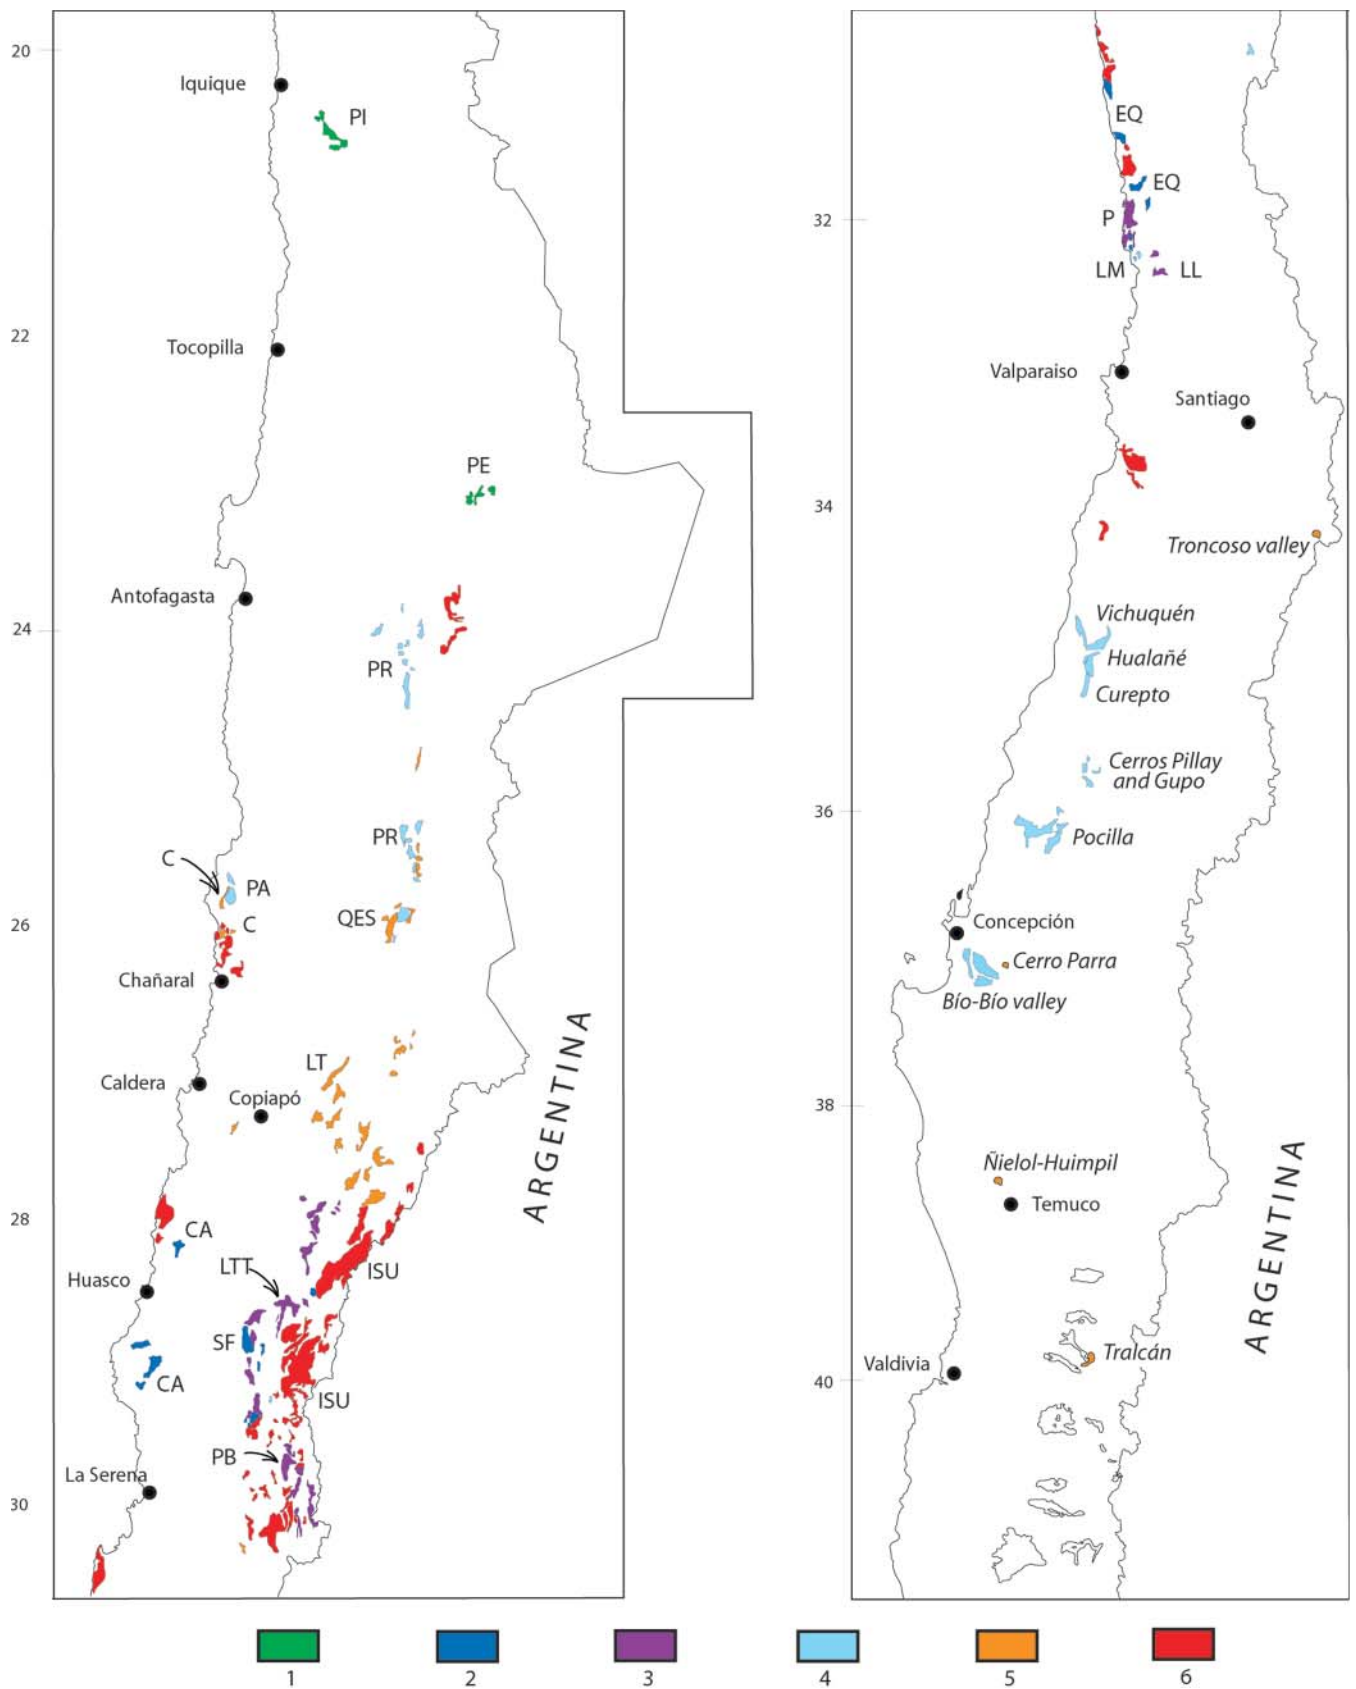 20
Iquique
PI
22
Tocopilla
PE
Antofagasta
24
PR
PR
C
PA
QES
C
26
Chañaral
LT
Caldera
Copiapó
ARGENTINA
28
CA
LTT
ISU
Huasco
SF
CA
ISU
PB
La Serena
30
EQ
EQ
32
P
LM
LL
Valparaiso
Santiago
34
Troncoso valley
Vichuquén
Hualañé
Curepto
Cerros Pillay
and Gupo
36
Pocilla
Concepción
Cerro Parra
Bío-Bío valley
38
Ñielol-Huimpil
Temuco
ARGENTINA
Tralcán
Valdivia
40
1
2
3
4
5
6